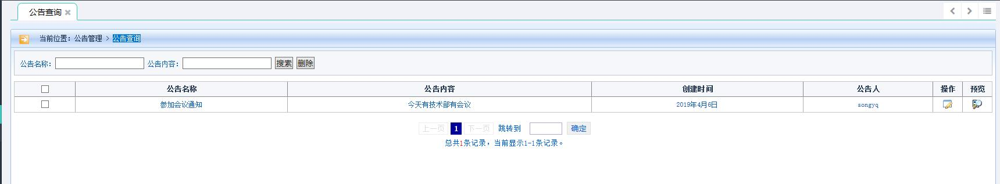 公告查询
当前位置：公告管理 > 公告查询
公告名称： 公告内容： 搜索 删除
公告名称 公告内容 创建时间 公告人 操作 预览
参加会议通知 今天有技术部有会议 2019年4月6日 songyq
上一页 1 下一页 跳转到 确定
总共1条记录，当前显示1-1条记录。